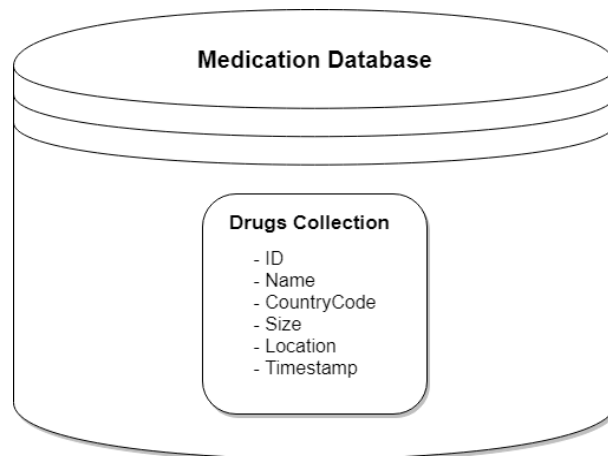 Medication Database
Drugs Collection
- ID
- Name
- CountryCode
- Size
- Location
- Timestamp